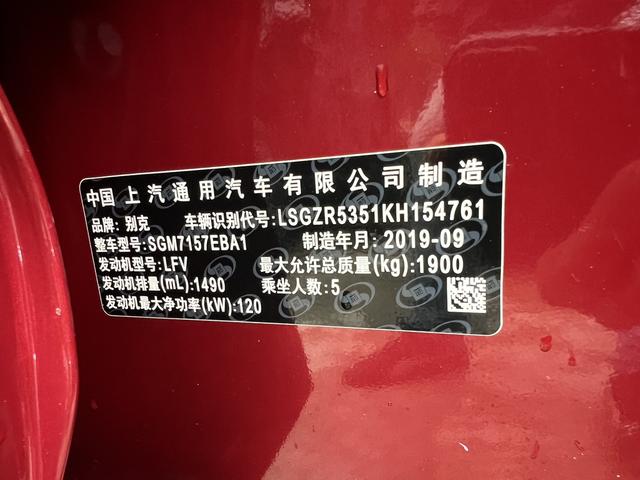 中国 上汽通用汽车有限公司制造
品牌: 别克 车辆识别代号:LSGZR5351KH154761
整车型号:SGM7157EBA1 制造年月: 2019-09
发动机型号:LFV 最大允许总质量(kg):1900
发动机排量(mL):1490 乘坐人数:5
发动机最大净功率(kW):120